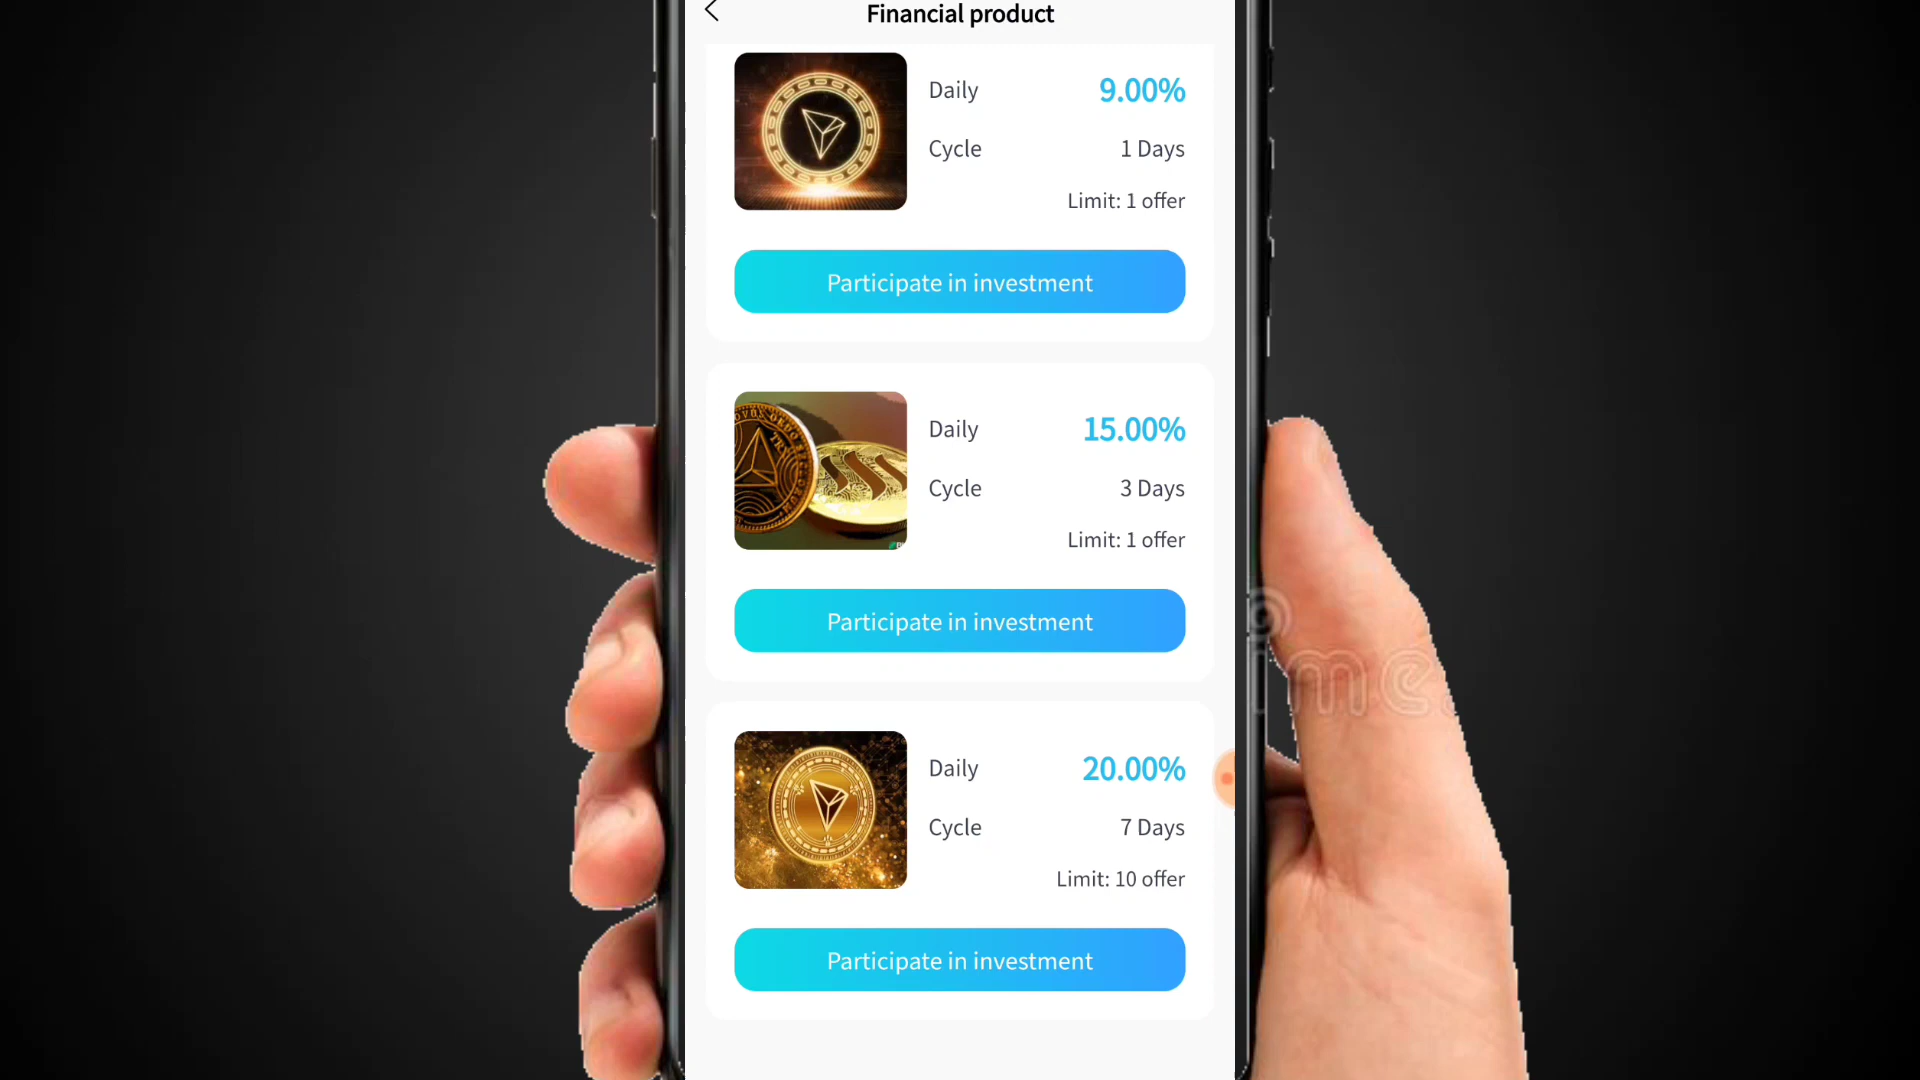 Financial product
Daily 9.00%
Cycle 1 Days
Limit: 1 offer
Participate in investment
Daily 15.00%
Cycle 3 Days
Limit: 1 offer
Participate in investment
Daily 20.00%
Cycle 7 Days
Limit: 10 offer
Participate in investment